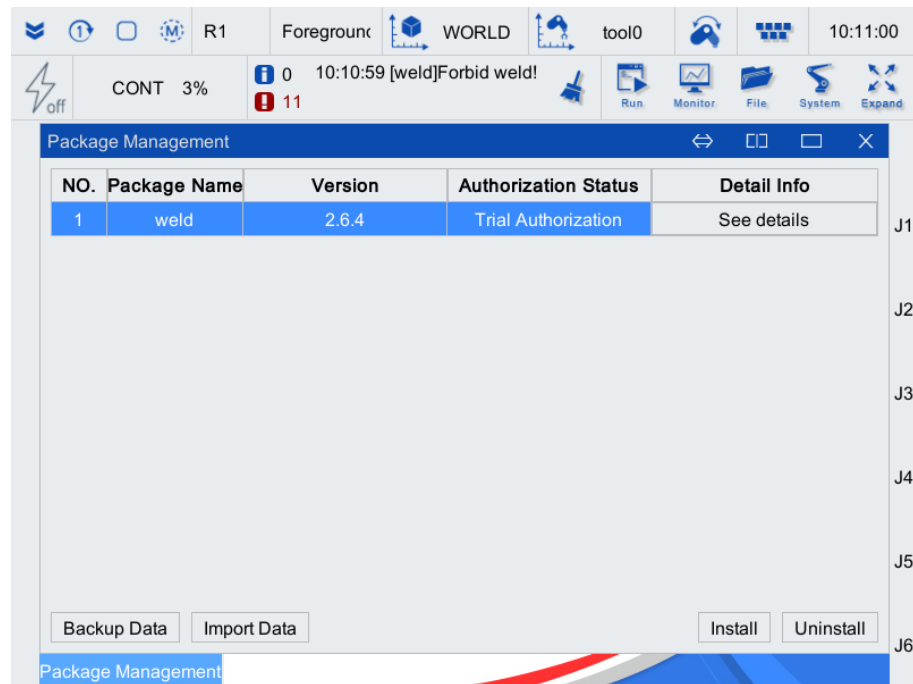 1 M R1 Foregrounc WORLD tool0 10:11:00
off CONT 3% 0 10:10:59 [weld]Forbid weld! Run Monitor File System Expand
11
Package Management
NO. Package Name Version Authorization Status Detail Info
1 weld 2.6.4 Trial Authorization See details
J1
J2
J3
J4
J5
Backup Data Import Data Install Uninstall
J6
Package Management